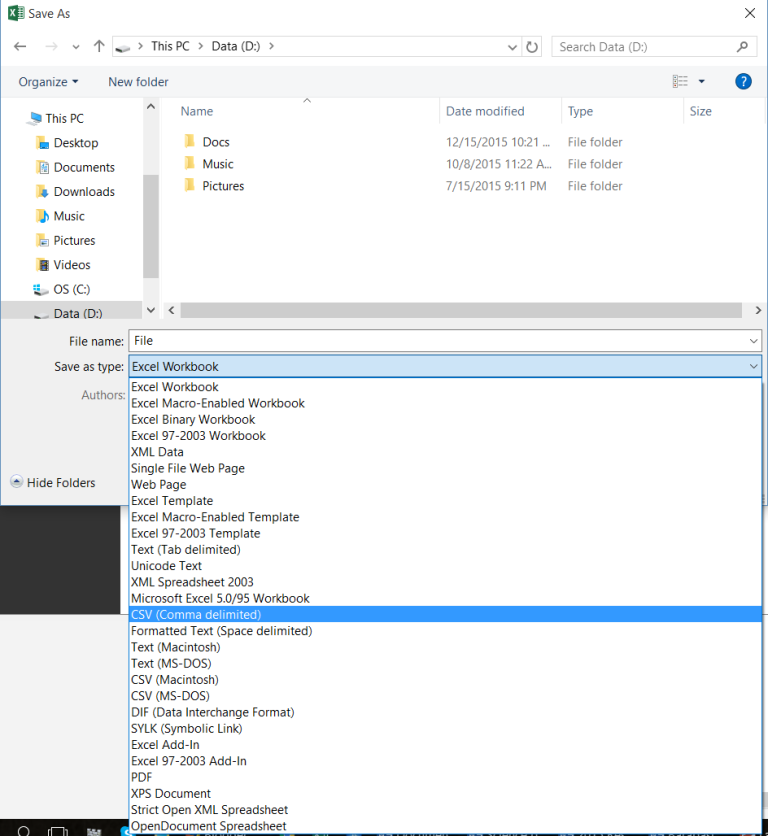 Save As
This PC > Data (D:) >
Search Data (D:)
Organize
New folder
?
Name
Date modified
Type
Size
This PC
Desktop
Documents
Downloads
Music
Pictures
Videos
OS (C:)
Data (D:)
Docs 12/15/2015 10:21 ... File folder
Music 10/8/2015 11:22 A... File folder
Pictures 7/15/2015 9:11 PM File folder
File name: File
Save as type: Excel Workbook
Authors:
Hide Folders
Excel Workbook
Excel Macro-Enabled Workbook
Excel Binary Workbook
Excel 97-2003 Workbook
XML Data
Single File Web Page
Web Page
Excel Template
Excel Macro-Enabled Template
Excel 97-2003 Template
Text (Tab delimited)
Unicode Text
XML Spreadsheet 2003
Microsoft Excel 5.0/95 Workbook
CSV (Comma delimited)
Formatted Text (Space delimited)
Text (Macintosh)
Text (MS-DOS)
CSV (Macintosh)
CSV (MS-DOS)
DIF (Data Interchange Format)
SYLK (Symbolic Link)
Excel Add-In
Excel 97-2003 Add-In
PDF
XPS Document
Strict Open XML Spreadsheet
OpenDocument Spreadsheet